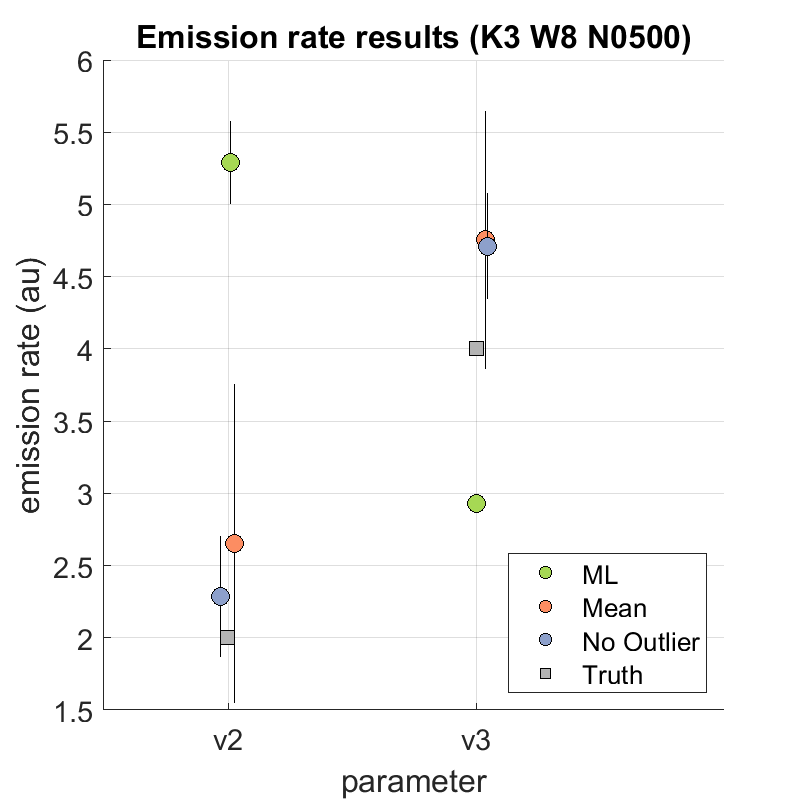 Emission rate results (K3 W8 N0500)
6
5.5
5
4.5
4
3.5
3
2.5
2
1.5
emission rate (au)
v2
v3
parameter
ML
Mean
No Outlier
Truth